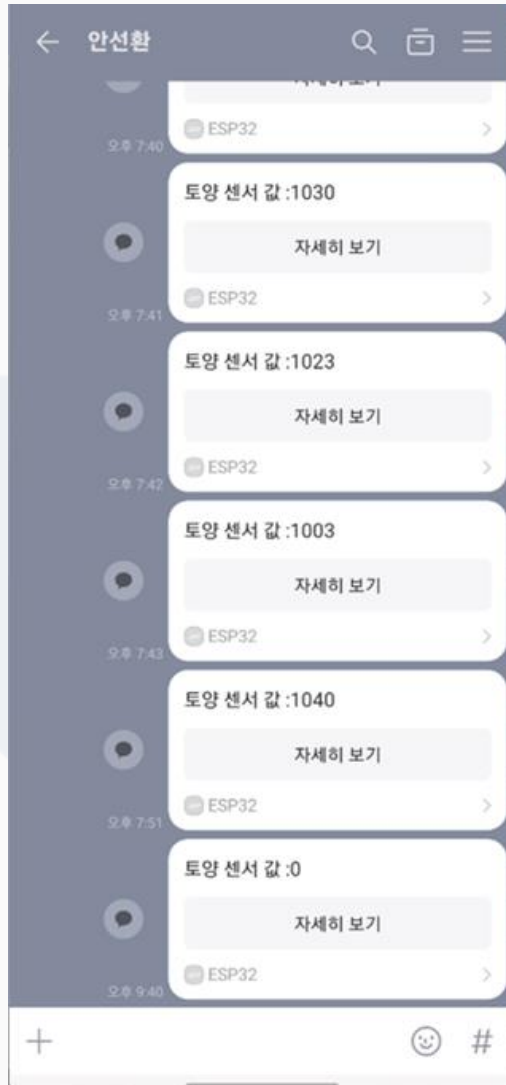 안선환
오후 7:40
ESP32
토양 센서 값 :1030
자세히 보기
오후 7:41
ESP32
토양 센서 값 :1023
자세히 보기
오후 7:42
ESP32
토양 센서 값 :1003
자세히 보기
오후 7:43
ESP32
토양 센서 값 :1040
자세히 보기
오후 7:51
ESP32
토양 센서 값 :0
자세히 보기
오후 9:40
ESP32
#